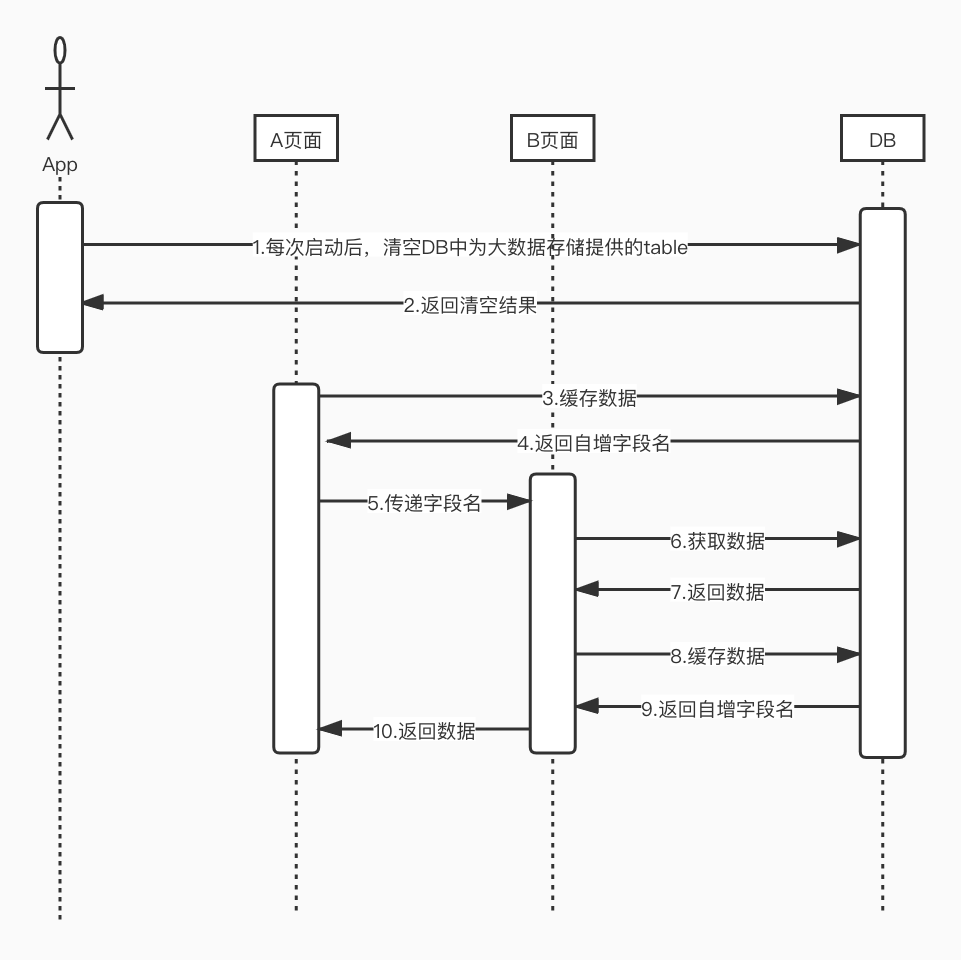 App
A页面
B页面
DB
1.每次启动后，清空DB中为大数据存储提供的table
2.返回清空结果
3.缓存数据
4.返回自增字段名
5.传递字段名
6.获取数据
7.返回数据
8.缓存数据
9.返回自增字段名
10.返回数据